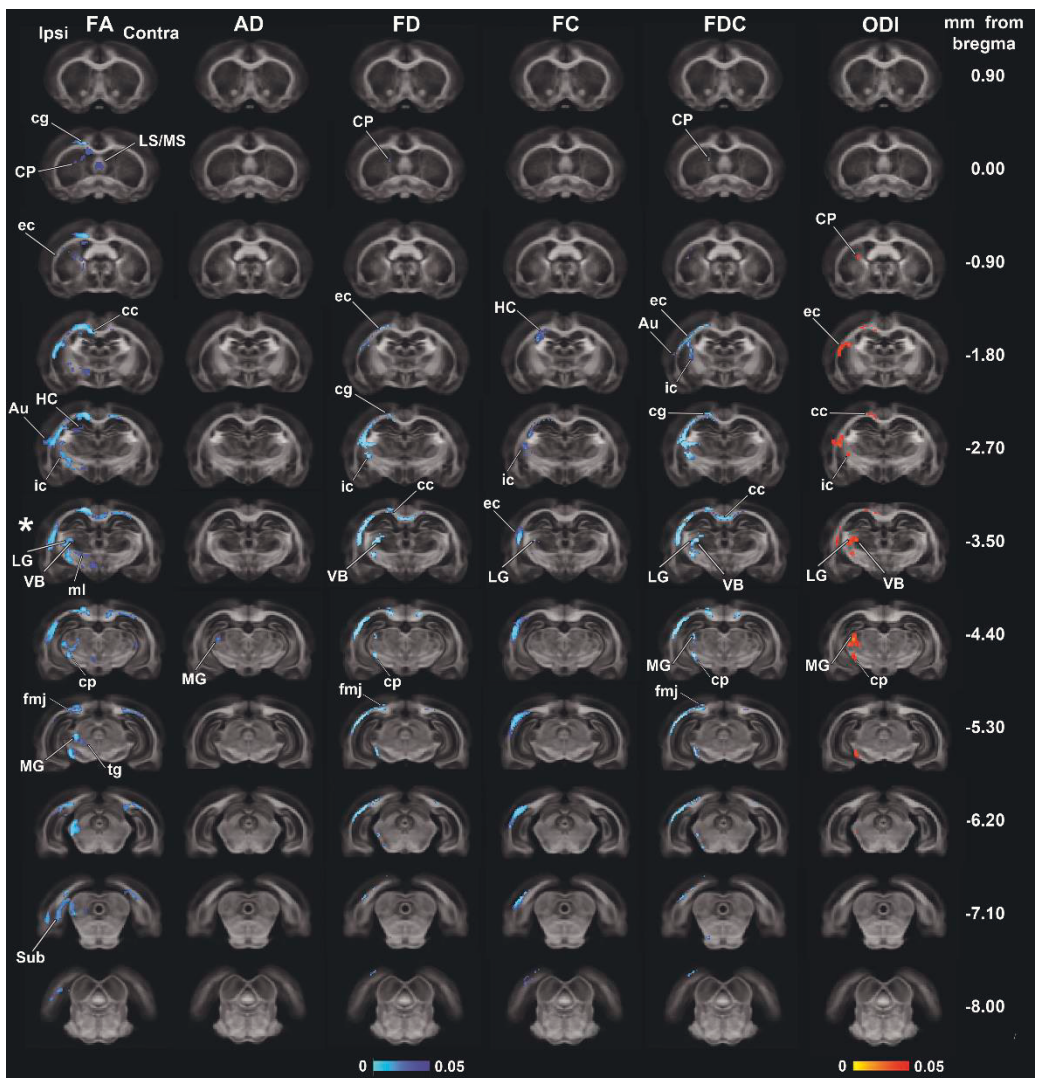 Ipsi FA Contra AD FD FC FDC ODI mm from bregma
0.90
cg LS/MS CP CP CP
CP 0.00
ec CP
-0.90
cc ec HC ec ec
Au -1.80
ic
Au HC cg cg cc
-2.70
ic ic ic ic
* cc ec cc
-3.50
LG VB ml VB LG LG VB LG VB
-4.40
MG MG MG
cp cp cp cp
fmj fmj fmj
-5.30
MG tg
-6.20
-7.10
Sub
-8.00
0 0.05 0 0.05